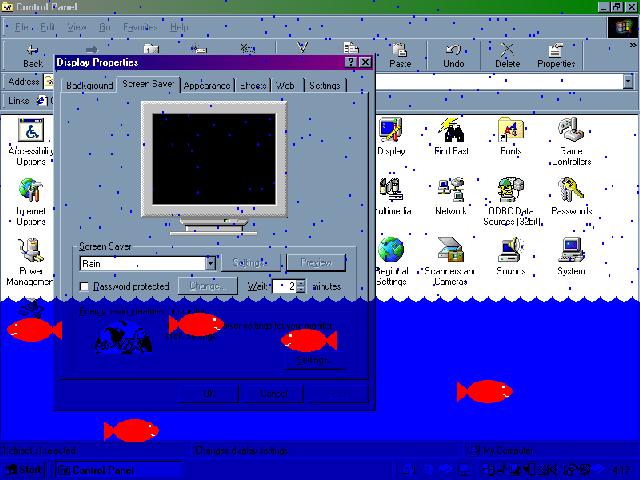 Control Panel
File Edit View Go Favorites Help
Back Paste Undo Delete Properties
Address
Links
Display Properties
Background Screen Saver Appearance Effects Web Settings
Screen Saver
Rain Settings... Preview
Password protected Change... Wait: 2 minutes
Settings...
OK Cancel
Accessibility Options
Internet Options
Power Management
Display Find Fast Fonts Game Controllers
Multimedia Network ODBC Data Sources [32Bit] Passwords
Regional Settings Scanners and Cameras Sounds System
Changes display settings My Computer
Start Control Panel